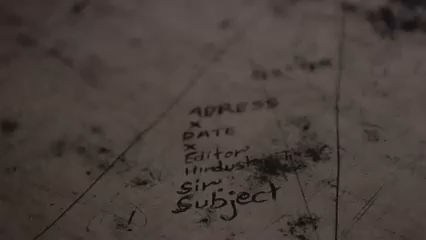 ADRESS
X
DATE
X
Editor
Hindustan
Sir,
Subject